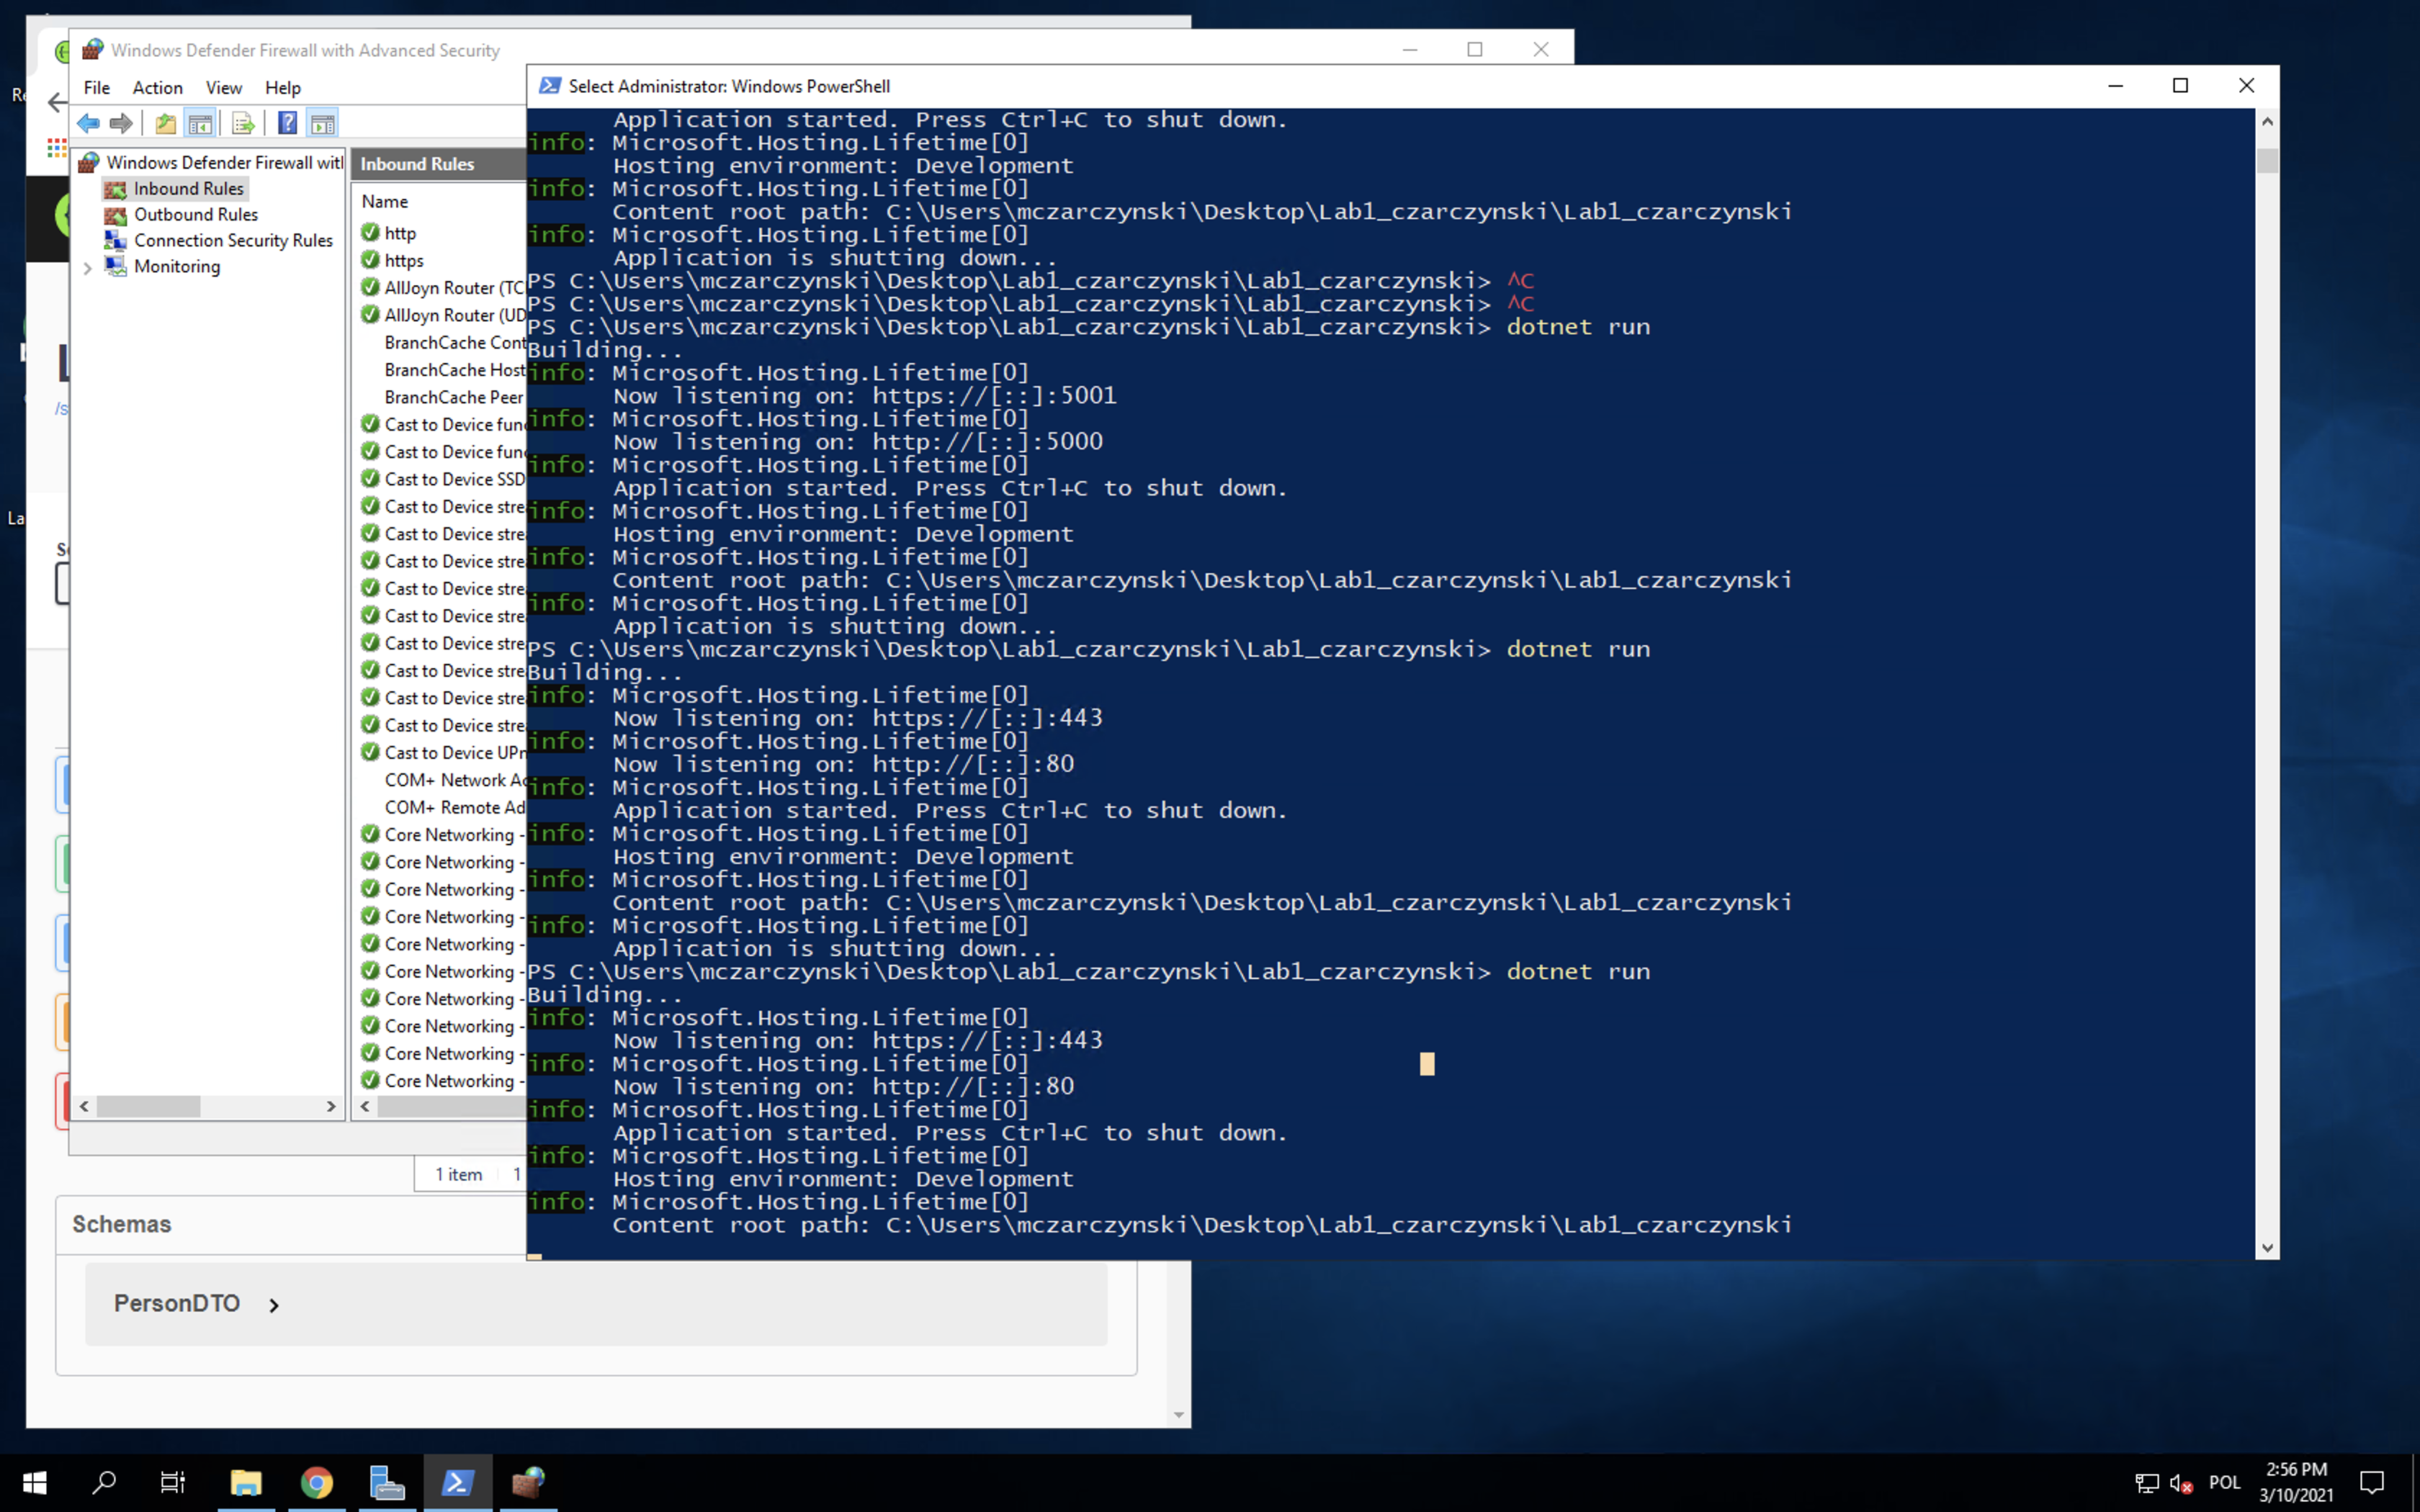 Windows Defender Firewall with Advanced Security
File Action View Help
Windows Defender Firewall with
Inbound Rules
Outbound Rules
Connection Security Rules
Monitoring
Inbound Rules
Name
http
https
AllJoyn Router (TC
AllJoyn Router (UD
BranchCache Cont
BranchCache Host
BranchCache Peer
Cast to Device func
Cast to Device func
Cast to Device SSD
Cast to Device stre
Cast to Device stre
Cast to Device stre
Cast to Device stre
Cast to Device stre
Cast to Device stre
Cast to Device stre
Cast to Device stre
Cast to Device stre
Cast to Device UPn
COM+ Network Ac
COM+ Remote Ad
Core Networking -
Core Networking -
Core Networking -
Core Networking -
Core Networking -
Core Networking -
Core Networking -
Core Networking -
Core Networking -
Core Networking -
1 item 1
Schemas
PersonDTO
Select Administrator: Windows PowerShell
Application started. Press Ctrl+C to shut down.
info: Microsoft.Hosting.Lifetime[0]
Hosting environment: Development
info: Microsoft.Hosting.Lifetime[0]
Content root path: C:\Users\mczarczynski\Desktop\Lab1_czarczynski\Lab1_czarczynski
info: Microsoft.Hosting.Lifetime[0]
Application is shutting down...
PS C:\Users\mczarczynski\Desktop\Lab1_czarczynski\Lab1_czarczynski> ^C
PS C:\Users\mczarczynski\Desktop\Lab1_czarczynski\Lab1_czarczynski> ^C
PS C:\Users\mczarczynski\Desktop\Lab1_czarczynski\Lab1_czarczynski> dotnet run
Building...
info: Microsoft.Hosting.Lifetime[0]
Now listening on: https://[::]:5001
info: Microsoft.Hosting.Lifetime[0]
Now listening on: http://[::]:5000
info: Microsoft.Hosting.Lifetime[0]
Application started. Press Ctrl+C to shut down.
info: Microsoft.Hosting.Lifetime[0]
Hosting environment: Development
info: Microsoft.Hosting.Lifetime[0]
Content root path: C:\Users\mczarczynski\Desktop\Lab1_czarczynski\Lab1_czarczynski
info: Microsoft.Hosting.Lifetime[0]
Application is shutting down...
PS C:\Users\mczarczynski\Desktop\Lab1_czarczynski\Lab1_czarczynski> dotnet run
Building...
info: Microsoft.Hosting.Lifetime[0]
Now listening on: https://[::]:443
info: Microsoft.Hosting.Lifetime[0]
Now listening on: http://[::]:80
info: Microsoft.Hosting.Lifetime[0]
Application started. Press Ctrl+C to shut down.
info: Microsoft.Hosting.Lifetime[0]
Hosting environment: Development
info: Microsoft.Hosting.Lifetime[0]
Content root path: C:\Users\mczarczynski\Desktop\Lab1_czarczynski\Lab1_czarczynski
info: Microsoft.Hosting.Lifetime[0]
Application is shutting down...
PS C:\Users\mczarczynski\Desktop\Lab1_czarczynski\Lab1_czarczynski> dotnet run
Building...
info: Microsoft.Hosting.Lifetime[0]
Now listening on: https://[::]:443
info: Microsoft.Hosting.Lifetime[0]
Now listening on: http://[::]:80
info: Microsoft.Hosting.Lifetime[0]
Application started. Press Ctrl+C to shut down.
info: Microsoft.Hosting.Lifetime[0]
Hosting environment: Development
info: Microsoft.Hosting.Lifetime[0]
Content root path: C:\Users\mczarczynski\Desktop\Lab1_czarczynski\Lab1_czarczynski
POL
2:56 PM
3/10/2021